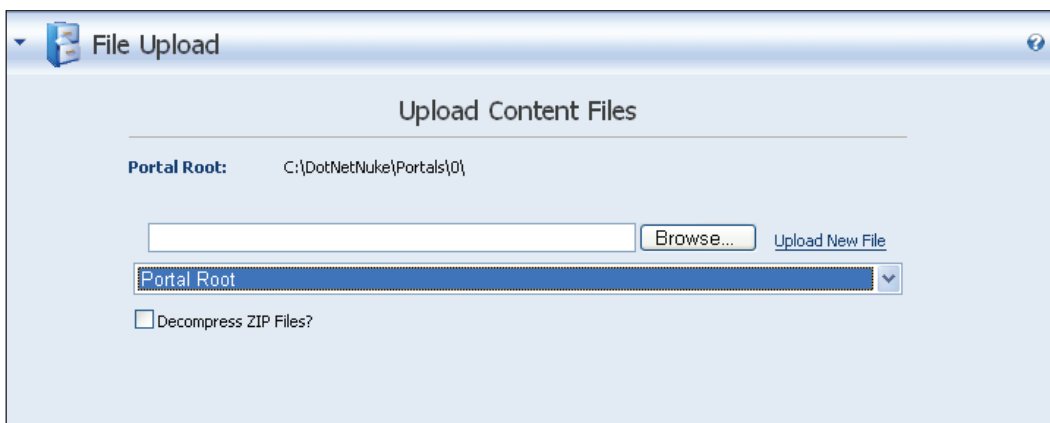 File Upload
Upload Content Files
Portal Root: C:\DotNetNuke\Portals\0\
Browse... Upload New File
Portal Root
Decompress ZIP Files?